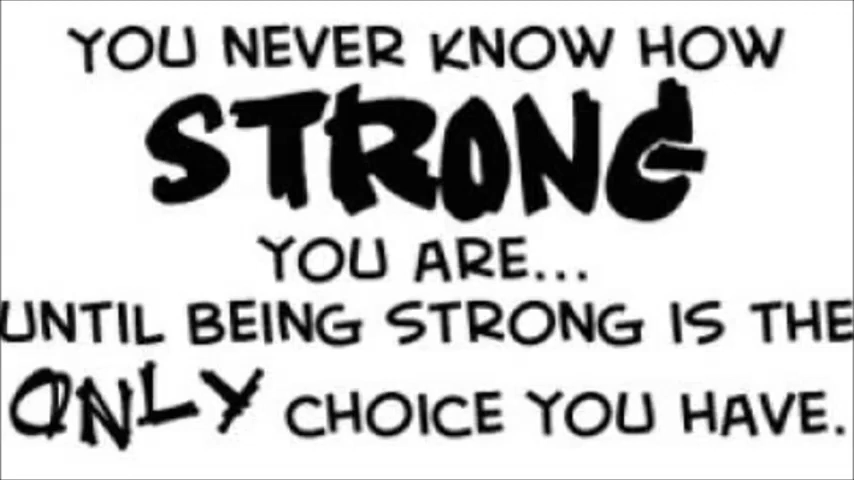 YOU NEVER KNOW HOW
STRONG
YOU ARE...
UNTIL BEING STRONG IS THE
ONLY CHOICE YOU HAVE.